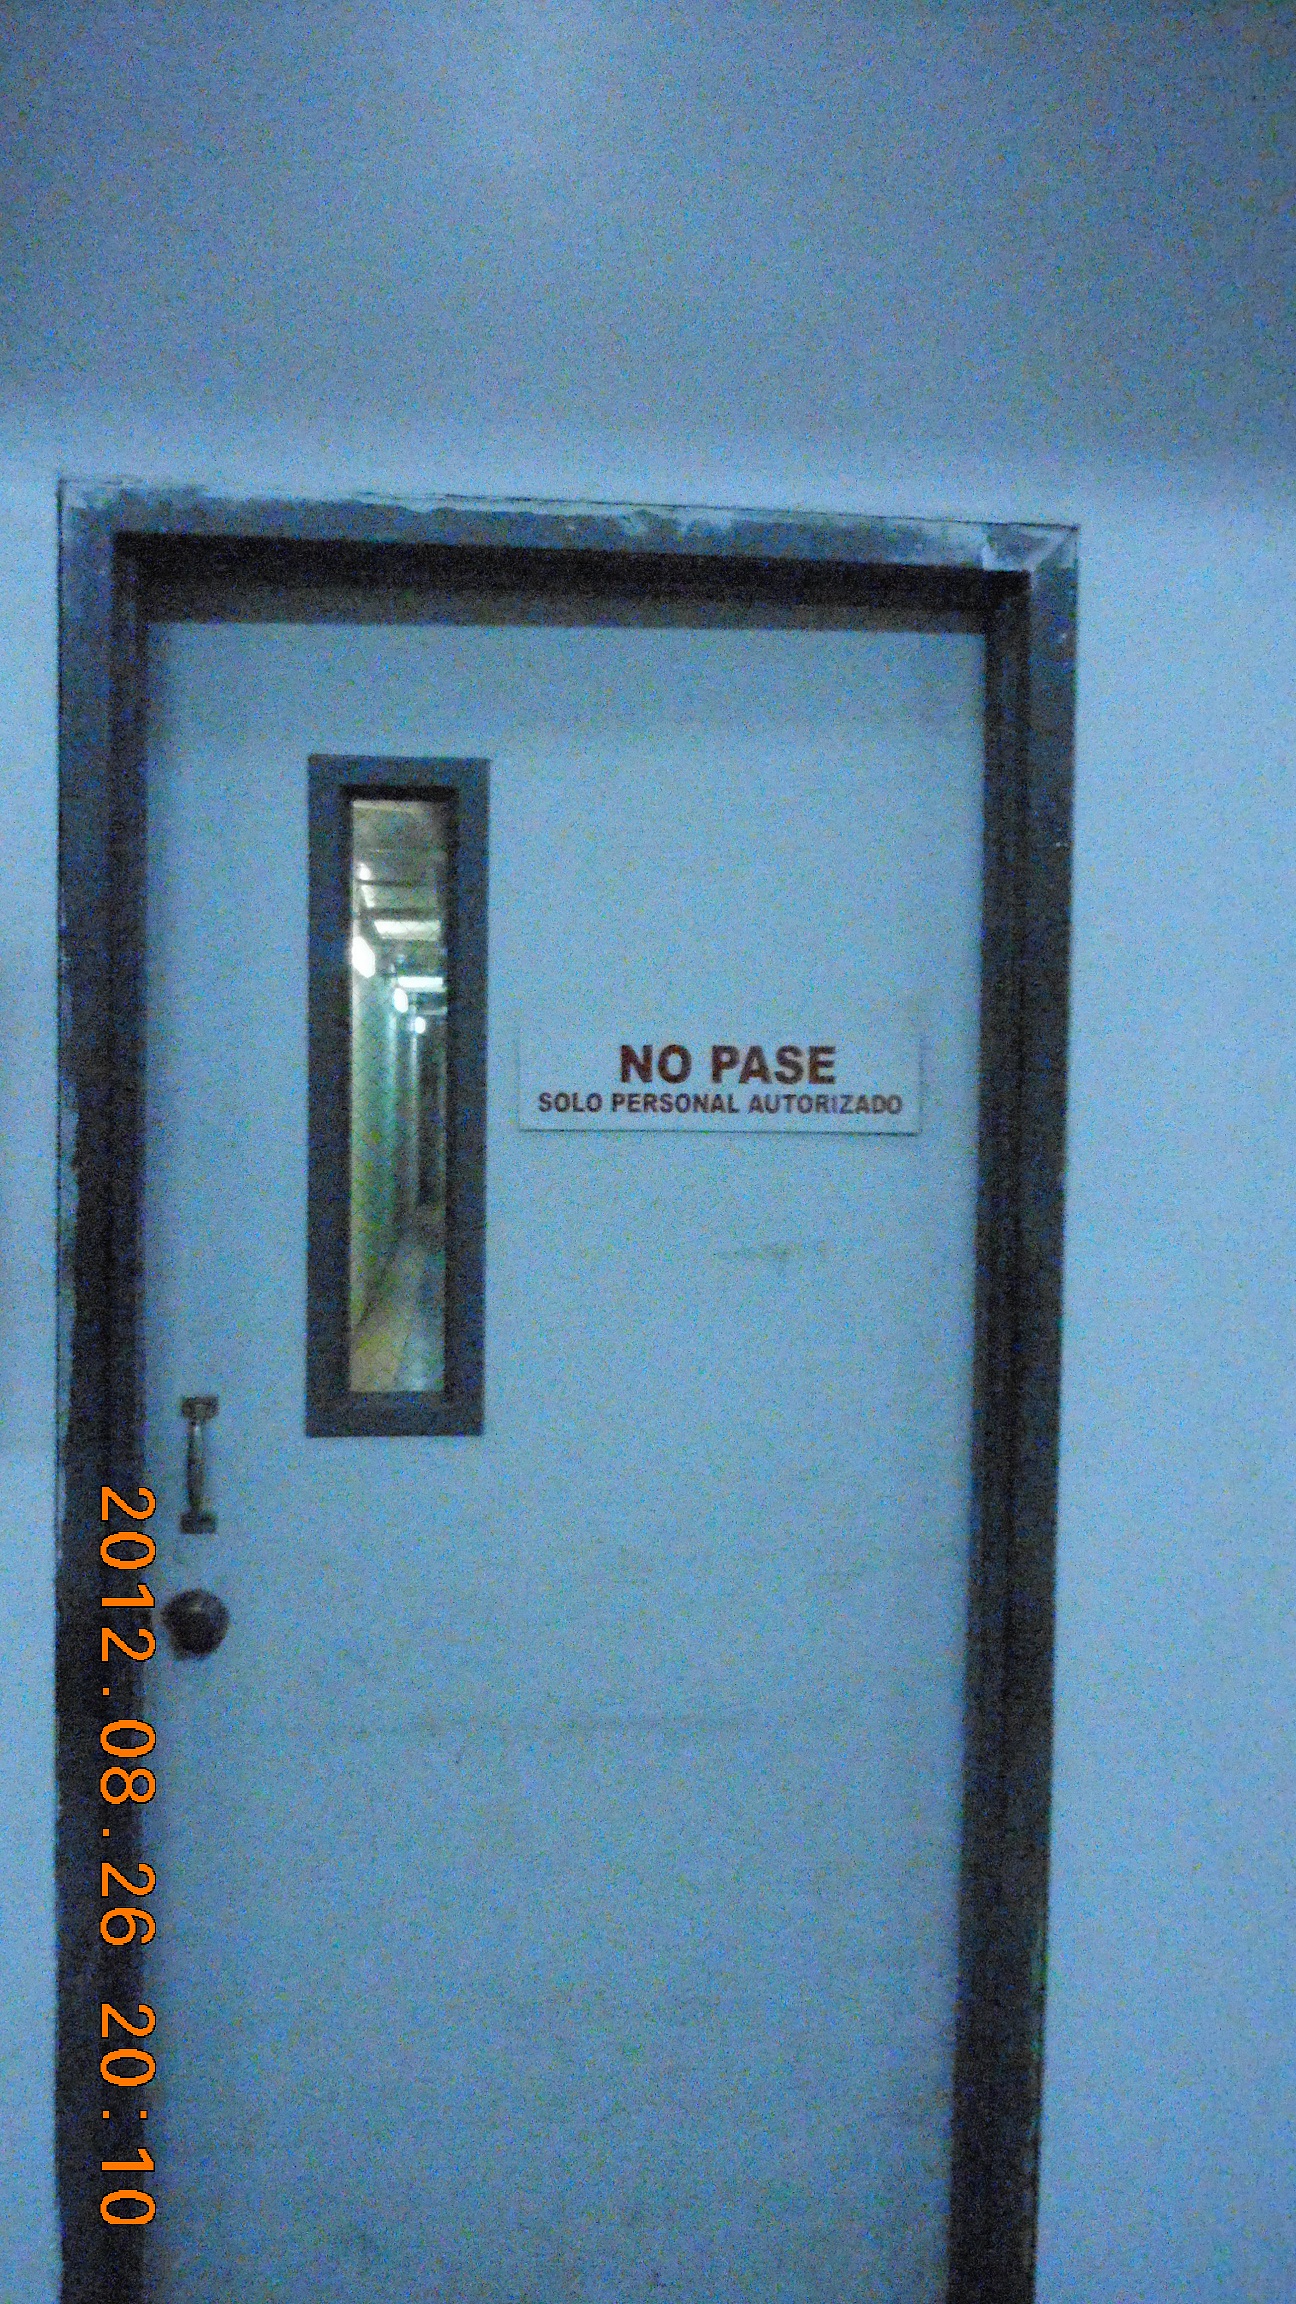 NO PASE
SOLO PERSONAL AUTORIZADO
2012.08.26 20:10